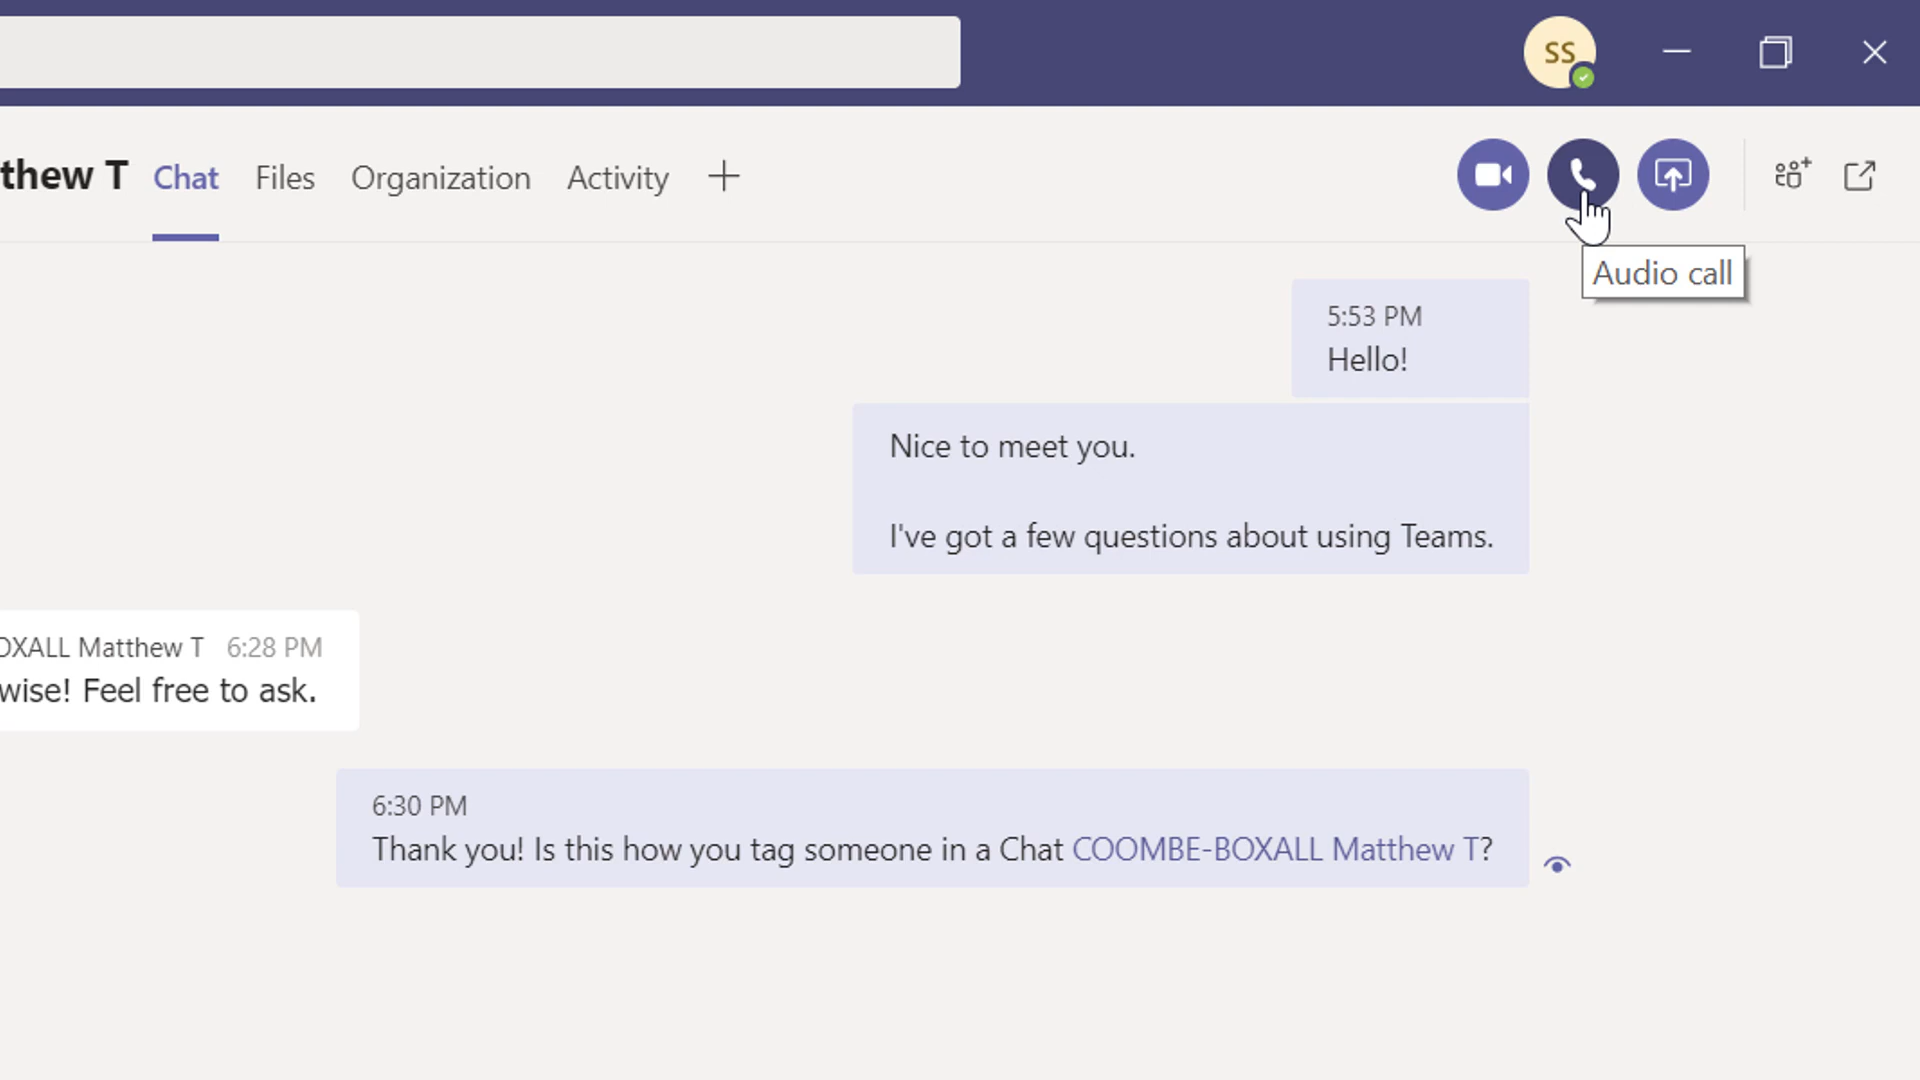 SS
thew T Chat Files Organization Activity
Audio call
5:53 PM
Hello!
Nice to meet you.
I've got a few questions about using Teams.
OXALL Matthew T 6:28 PM
wise! Feel free to ask.
6:30 PM
Thank you! Is this how you tag someone in a Chat COOMBE-BOXALL Matthew T?